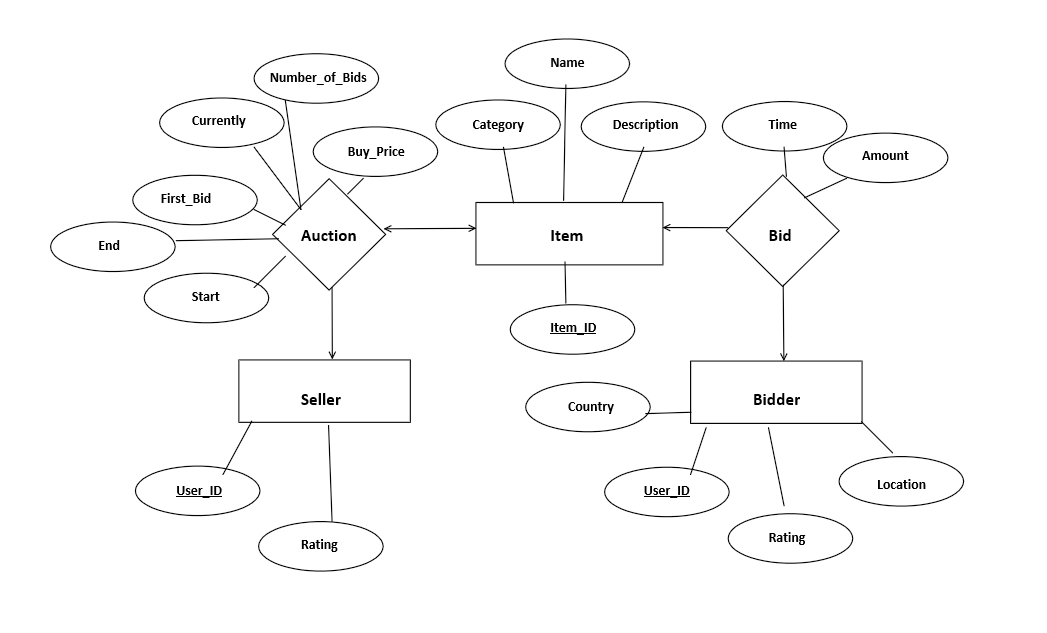 Name
Number_of_Bids
Currently
Category
Description
Time
Buy_Price
Amount
First_Bid
Auction
Item
Bid
End
Start
Item_ID
Seller
Country
Bidder
User_ID
User_ID
Location
Rating
Rating